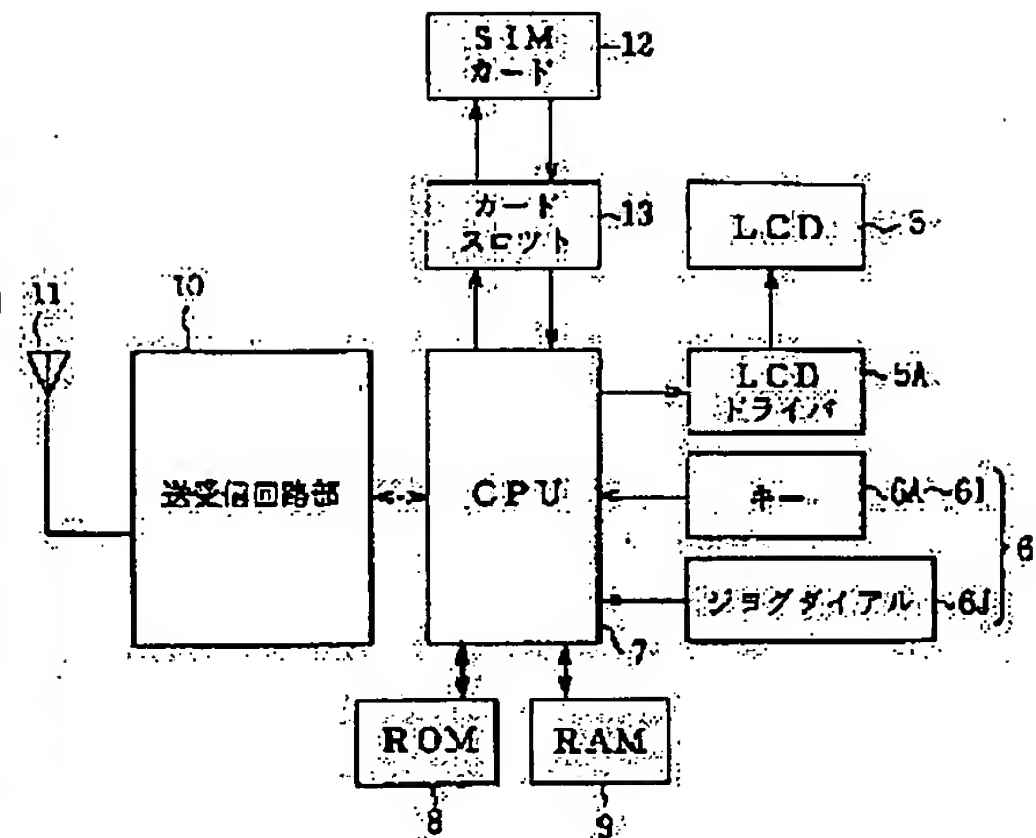 SIM
カード
12
カード
スロット
13
LCD
5
11
10
LCD
ドライバ
5A
送受信回路部
CPU
キー
6A～6I
6
ジョグダイアル
6J
7
ROM
RAM
8
9